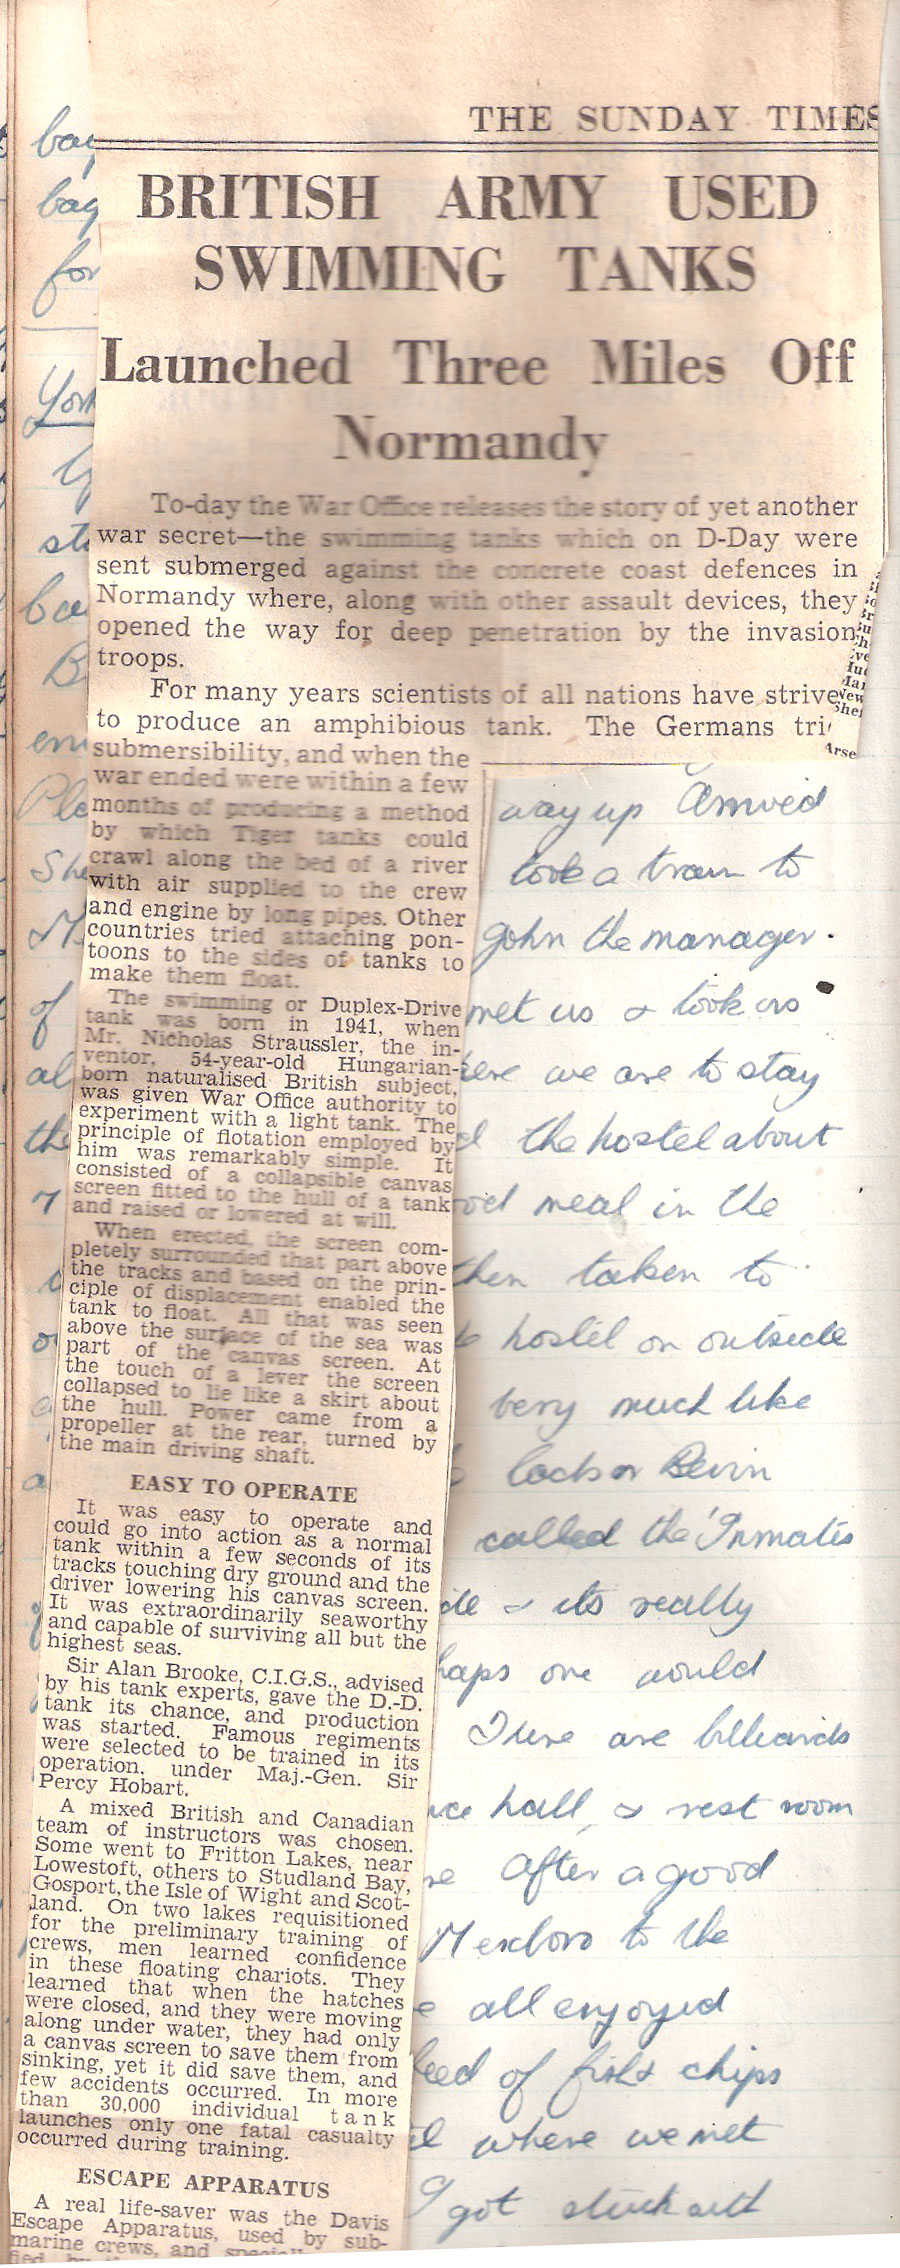 THE SUNDAY TIMES
BRITISH ARMY USED
SWIMMING TANKS
Launched Three Miles Off
Normandy
To-day the War Office releases the story of yet another
war secret—the swimming tanks which on D-Day were
sent submerged against the concrete coast defences in
Normandy where, along with other assault devices, they
opened the way for deep penetration by the invasion
troops.
For many years scientists of all nations have strive
to produce an amphibious tank. The Germans tri
submersibility, and when the
war ended were within a few
months of producing a method
by which Tiger tanks could
crawl along the bed of a river
with air supplied to the crew
and engine by long pipes. Other
countries tried attaching pon-
toons to the sides of tanks to
make them float.
The swimming or Duplex-Drive
tank was born in 1941, when
Mr. Nicholas Straussler, the in-
ventor, 54-year-old Hungarian-
born naturalised British subject,
was given War Office authority to
experiment with a light tank. The
principle of flotation employed by
him was remarkably simple. It
consisted of a collapsible canvas
screen fitted to the hull of a tank
and raised or lowered at will.
When erected, the screen com-
pletely surrounded that part above
the tracks and based on the prin-
ciple of displacement enabled the
tank to float. All that was seen
above the surface of the sea was
part of the canvas screen. At
the touch of a lever the screen
collapsed to lie like a skirt about
the hull. Power came from a
propeller at the rear, turned by
the main driving shaft.
EASY TO OPERATE
It was easy to operate and
could go into action as a normal
tank within a few seconds of its
tracks touching dry ground and the
driver lowering his canvas screen.
It was extraordinarily seaworthy
and capable of surviving all but the
highest seas.
Sir Alan Brooke, C.I.G.S., advised
by his tank experts, gave the D.-D.
tank its chance, and production
was started. Famous regiments
were selected to be trained in its
operation, under Maj.-Gen. Sir
Percy Hobart.
A mixed British and Canadian
team of instructors was chosen.
Some went to Fritton Lakes, near
Lowestoft, others to Studland Bay,
Gosport, the Isle of Wight and Scot-
land. On two lakes requisitioned
for the preliminary training of
crews, men learned confidence
in these floating chariots. They
learned that when the hatches
were closed, and they were moving
along under water, they had only
a canvas screen to save them from
sinking, yet it did save them, and
few accidents occurred. In more
than 30,000 individual tank
launches only one fatal casualty
occurred during training.
ESCAPE APPARATUS
A real life-saver was the Davis
Escape Apparatus, used by sub-
marine crews, and
way up Arrived
took a tram to
John the manager.
met us & took us
we are to stay
the hostel about
meal in the
then taken to
hostel on outside
very much like
Bevin
called the 'Inmates
& its really
one would
There are billiards
hall, & rest room
After a good
Mexboro to the
all enjoyed
of fish & chips
where we met
I got stuck with